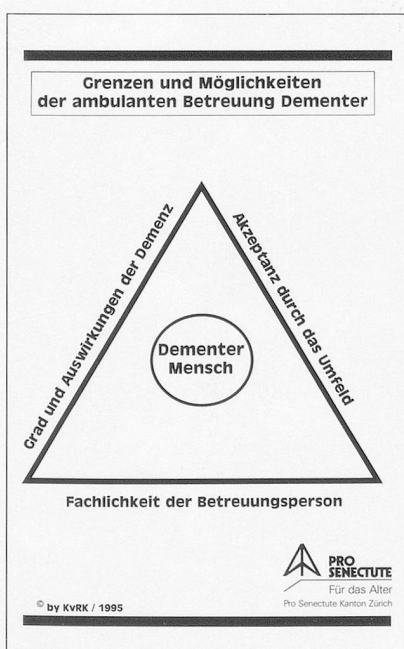 Grenzen und Möglichkeiten
der ambulanten Betreuung Dementer
Grad und Auswirkungen der Demenz
Akzeptanz durch das Umfeld
Dementer
Mensch
Fachlichkeit der Betreuungsperson
PRO
SENECTUTE
Für das Alter
Pro Senectute Kanton Zürich
© by KvRK / 1995